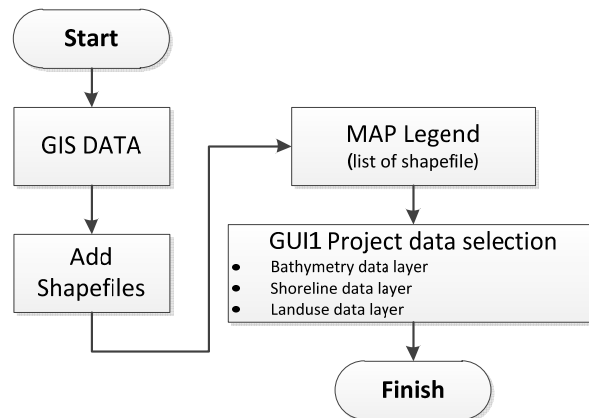 Start
GIS DATA
Add
Shapefiles
MAP Legend
(list of shapefile)
GUI1 Project data selection
• Bathymetry data layer
• Shoreline data layer
• Landuse data layer
Finish